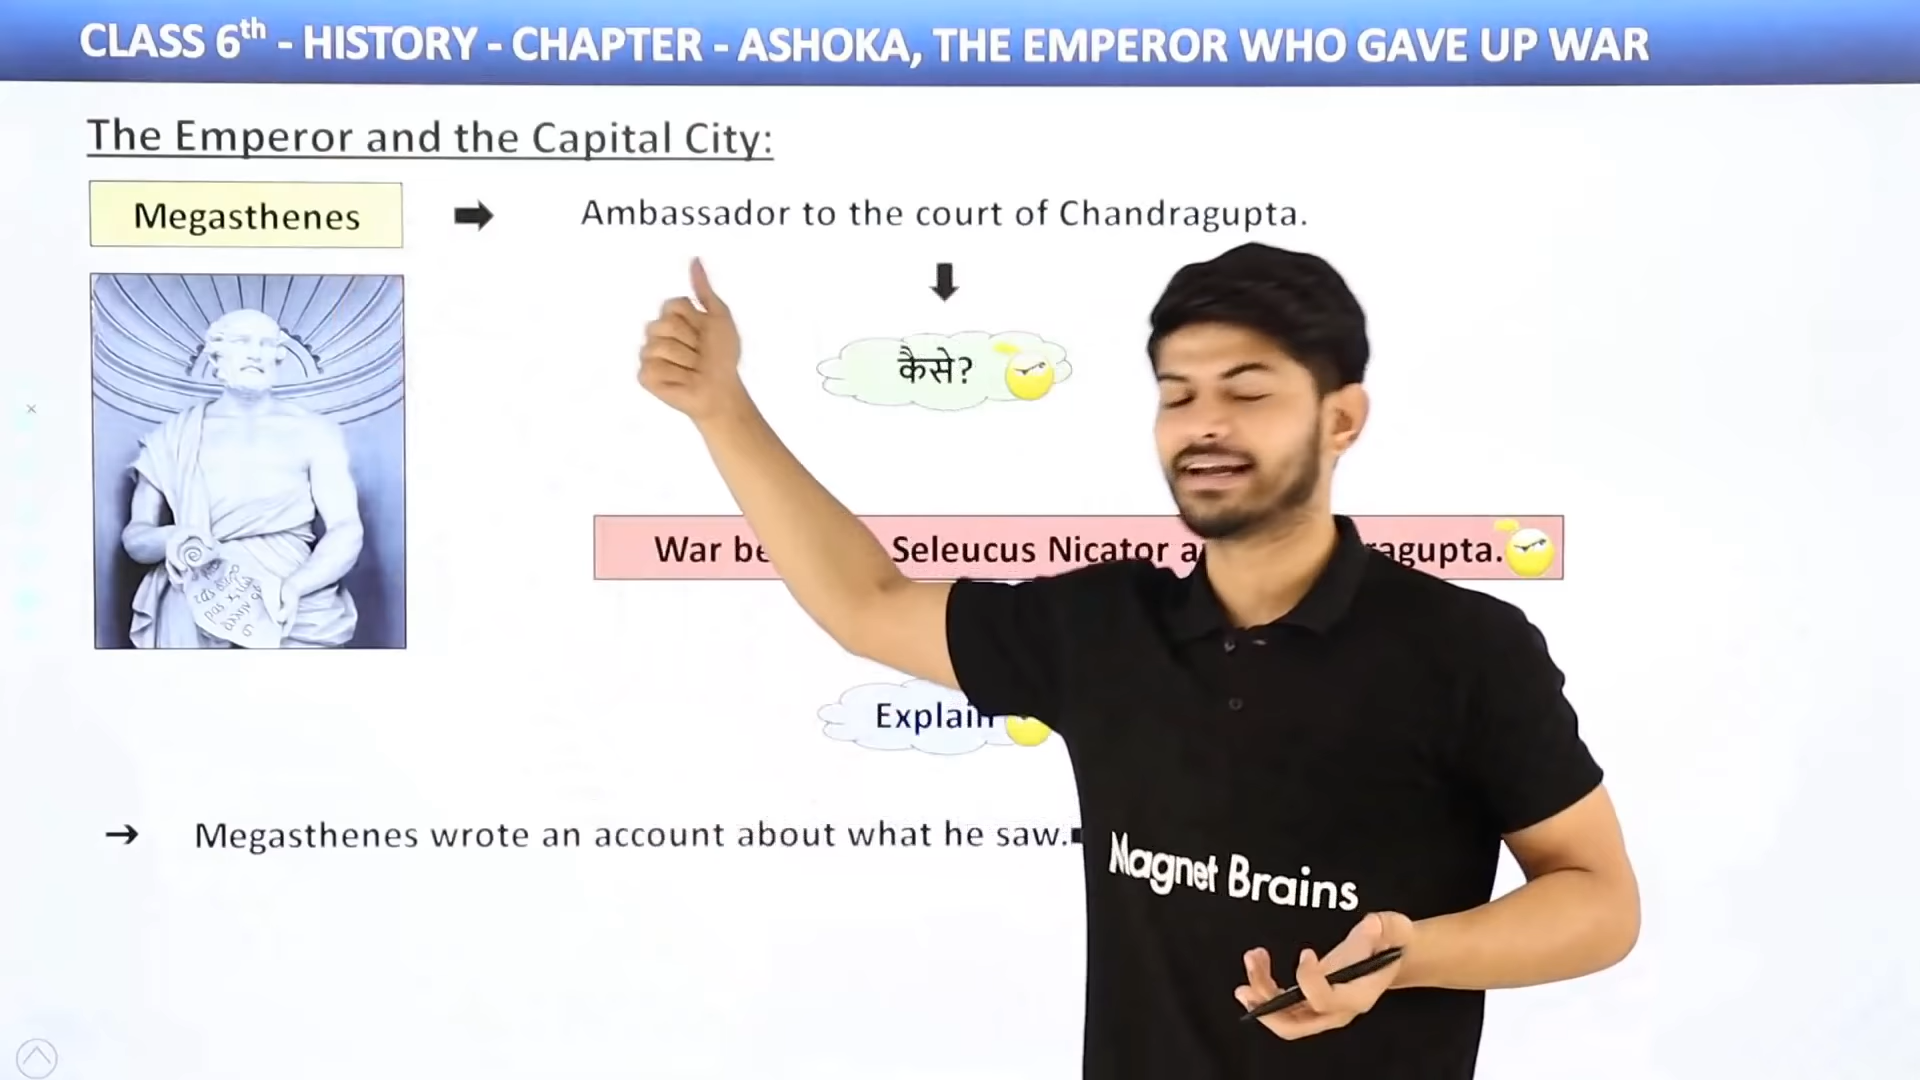 CLASS 6th - HISTORY - CHAPTER - ASHOKA, THE EMPEROR WHO GAVE UP WAR
The Emperor and the Capital City:
Megasthenes
Ambassador to the court of Chandragupta.
कैसे?
War be Seleucus Nicator a agupta.
Explain
→ Megasthenes wrote an account about what he saw.
Magnet Brains